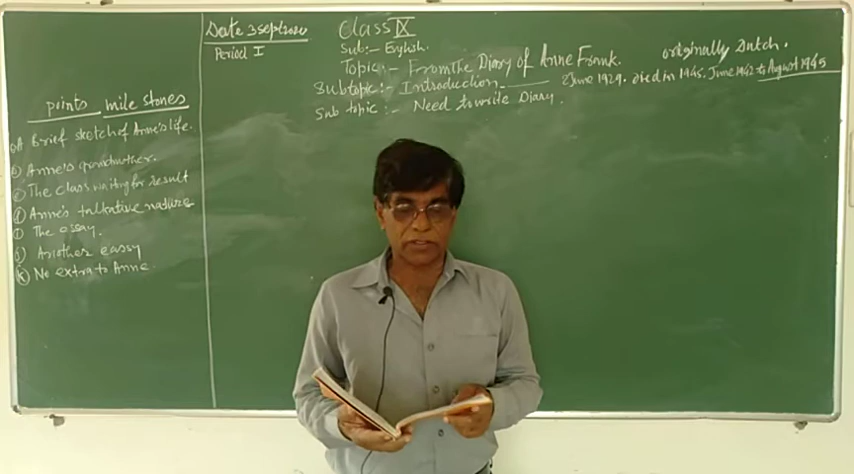 Date 3 sept 2020
Period I
Class IX
Sub:- English.
Topic:- From the Diary of Anne Frank. originally Dutch.
Subtopic:- Introduction. 2 June 1929. died in 1945. June 1942 to August 1945
Sub topic:- Need to write Diary.
points mile stones
A Brief sketch of Anne's life.
Anne's grandmother.
The class waiting for result
Anne's talkative nature
The essay.
Another eassy
(k) No extra to Anne.